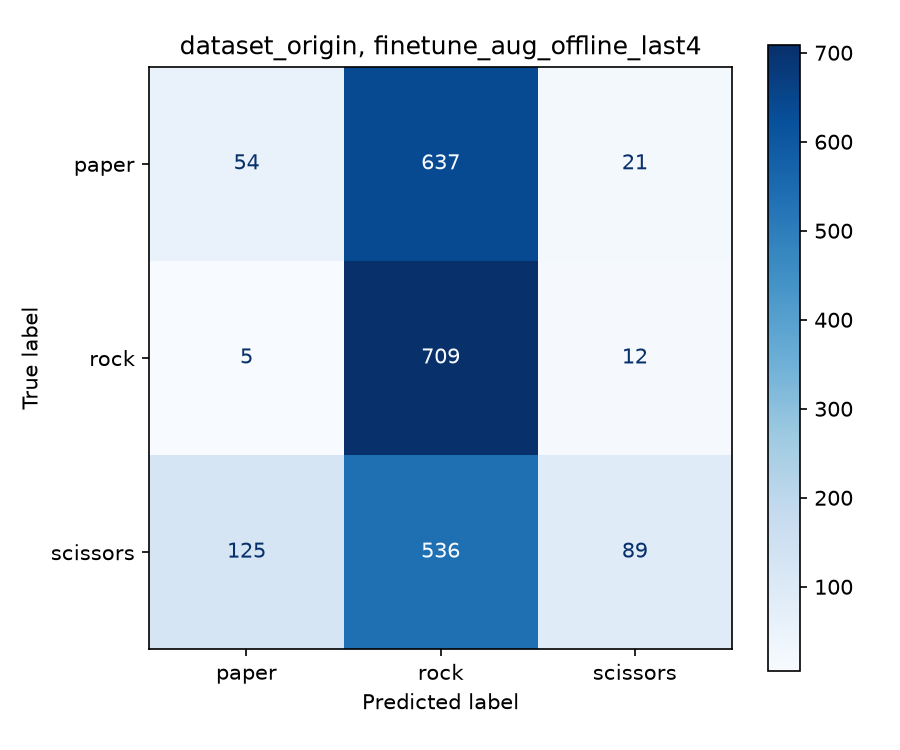 dataset_origin, finetune_aug_offline_last4
700
paper 54 637 21
600
500
True label
rock 5 709 12
400
300
200
scissors 125 536 89
100
paper rock scissors
Predicted label